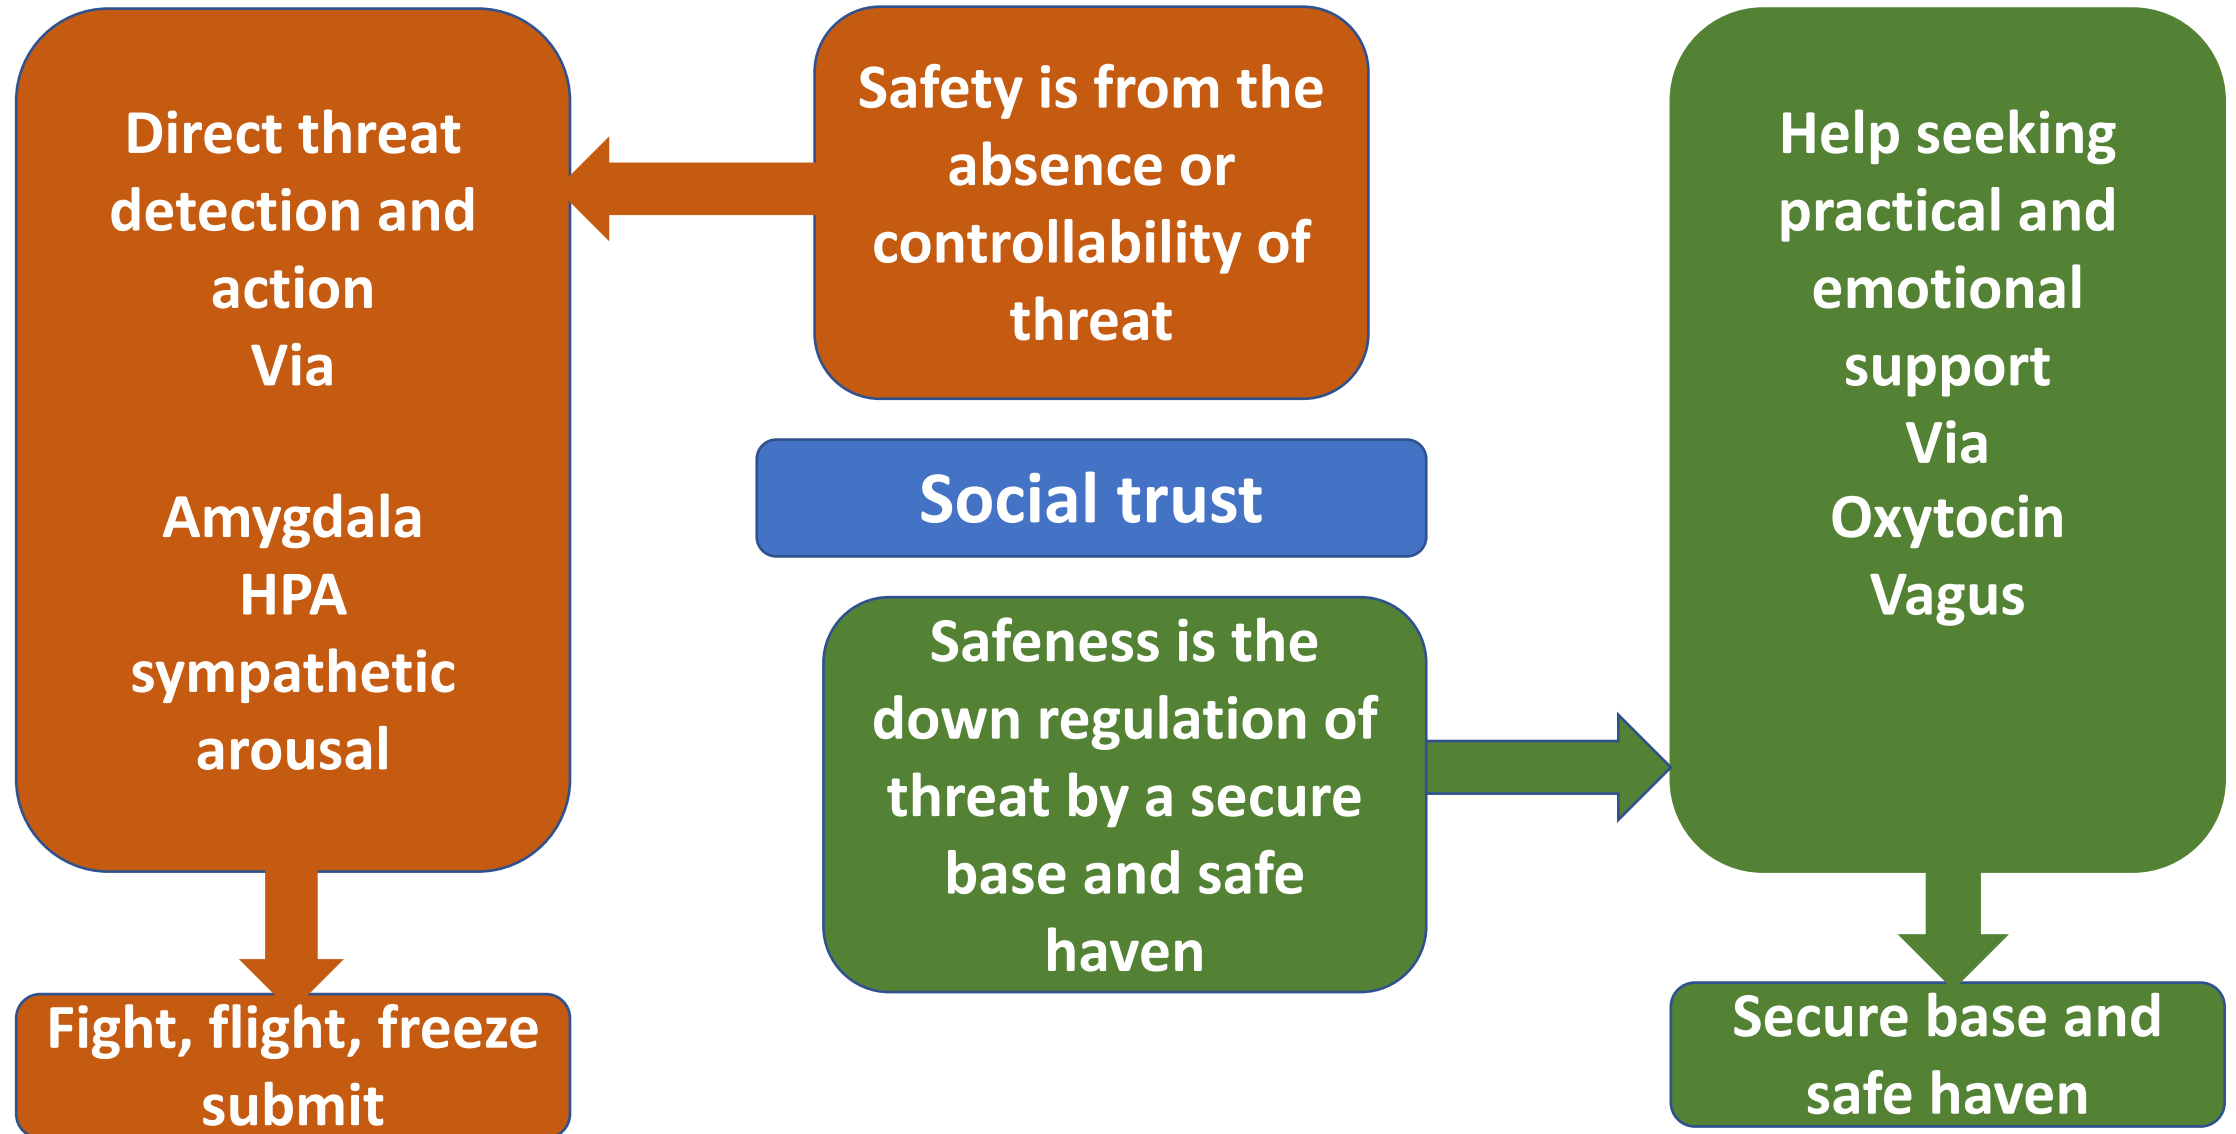 Direct threat
detection and
action
Via
Amygdala
HPA
sympathetic
arousal
Fight, flight, freeze
submit
Safety is from the
absence or
controllability of
threat
Social trust
Safeness is the
down regulation of
threat by a secure
base and safe
haven
Help seeking
practical and
emotional
support
Via
Oxytocin
Vagus
Secure base and
safe haven